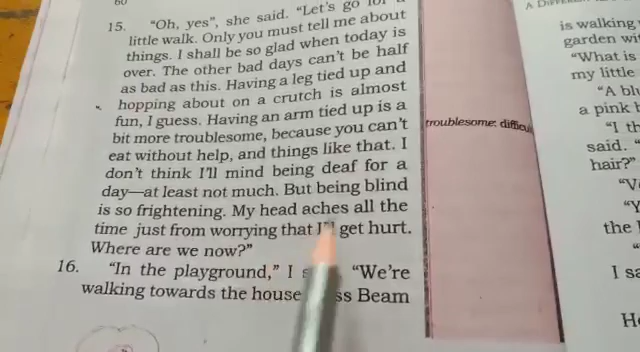 60
15. "Oh, yes", she said. "Let's go for a
little walk. Only you must tell me about
things. I shall be so glad when today is
over. The other bad days can't be half
as bad as this. Having a leg tied up and
hopping about on a crutch is almost
fun, I guess. Having an arm tied up is a
bit more troublesome, because you can't
eat without help, and things like that. I
don't think I'll mind being deaf for a
day—at least not much. But being blind
is so frightening. My head aches all the
time just from worrying that I'll get hurt.
Where are we now?"
16. "In the playground," I "We're
walking towards the house ss Beam
troublesome: difficu
A DIFFEREN
is walking
garden wi
"What is
my little
"A bl
a pink
"I th
said. "
hair?"
"V
"Y
the
I sa
H